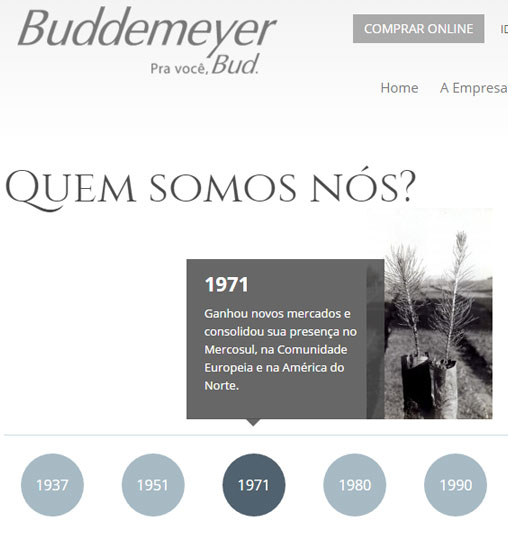 Buddemeyer
Pra você, Bud.
COMPRAR ONLINE
Home
A Empresa
QUEM SOMOS NÓS?
1971
Ganhou novos mercados e
consolidou sua presença no
Mercosul, na Comunidade
Europeia e na América do
Norte.
1937
1951
1971
1980
1990